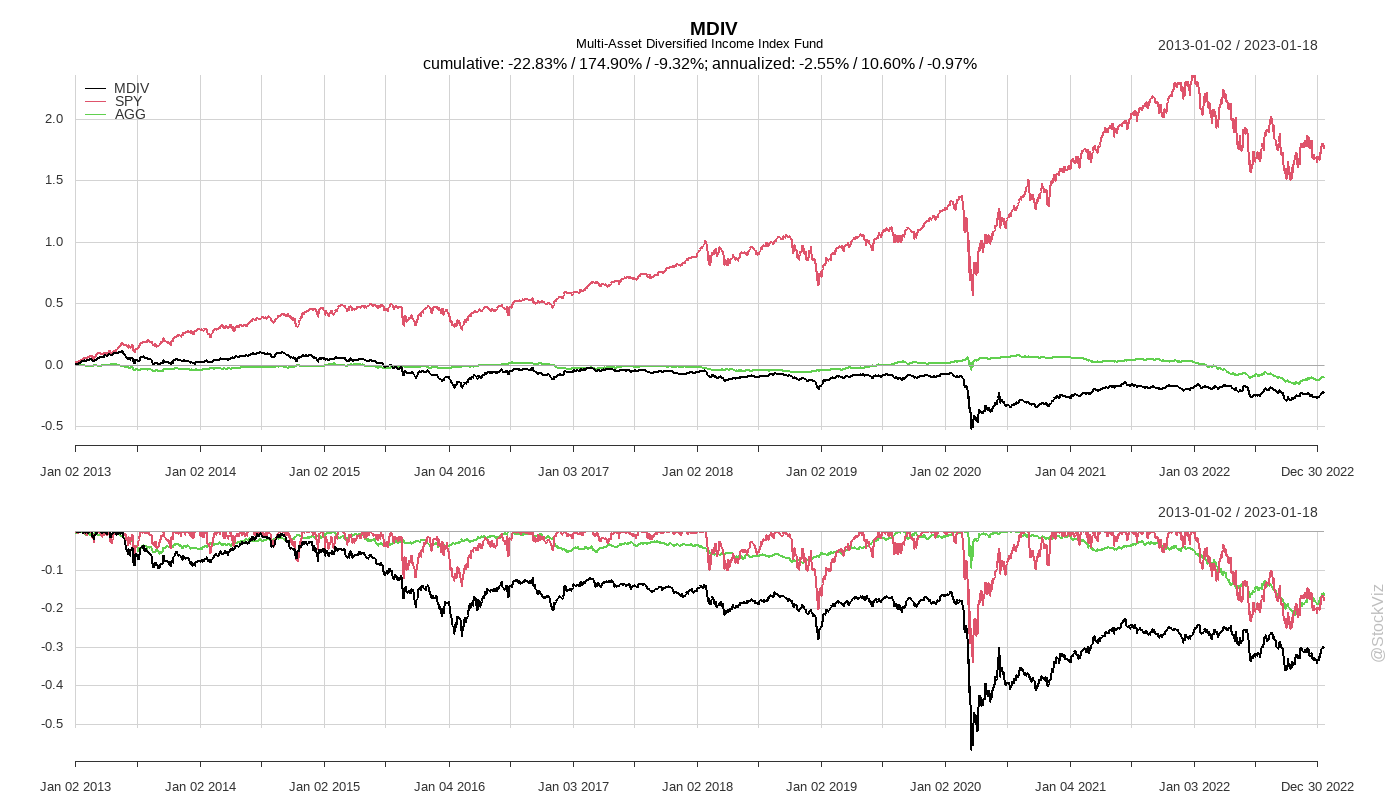 MDIV
Multi-Asset Diversified Income Index Fund
2013-01-02 / 2023-01-18
cumulative: -22.83% / 174.90% / -9.32%; annualized: -2.55% / 10.60% / -0.97%
MDIV
SPY
AGG
2.0
1.5
1.0
0.5
0.0
-0.5
Jan 02 2013 Jan 02 2014 Jan 02 2015 Jan 04 2016 Jan 03 2017 Jan 02 2018 Jan 02 2019 Jan 02 2020 Jan 04 2021 Jan 03 2022 Dec 30 2022
2013-01-02 / 2023-01-18
-0.1
-0.2
-0.3
-0.4
-0.5
Jan 02 2013 Jan 02 2014 Jan 02 2015 Jan 04 2016 Jan 03 2017 Jan 02 2018 Jan 02 2019 Jan 02 2020 Jan 04 2021 Jan 03 2022 Dec 30 2022
@StockViz